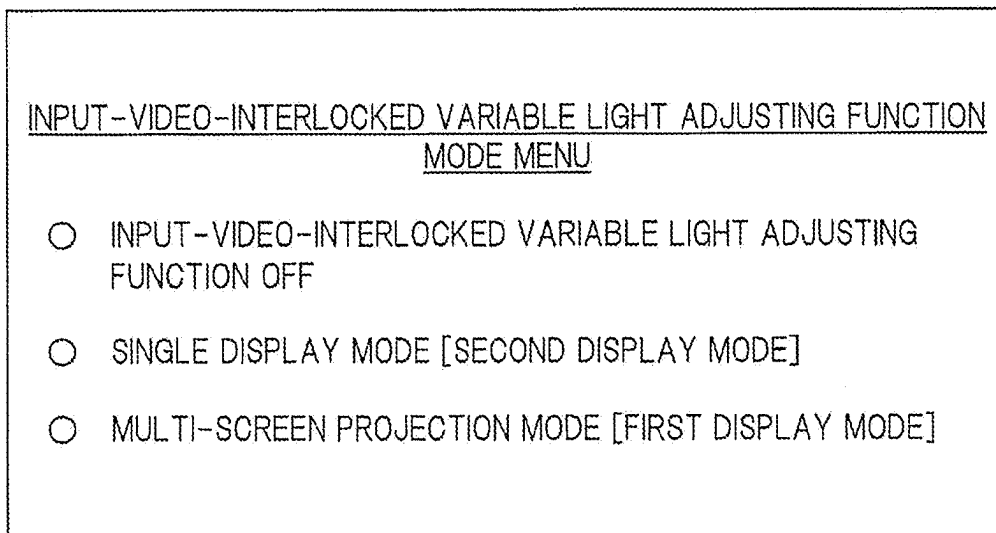 INPUT-VIDEO-INTERLOCKED VARIABLE LIGHT ADJUSTING FUNCTION
MODE MENU
INPUT-VIDEO-INTERLOCKED VARIABLE LIGHT ADJUSTING
FUNCTION OFF
SINGLE DISPLAY MODE [SECOND DISPLAY MODE]
MULTI-SCREEN PROJECTION MODE [FIRST DISPLAY MODE]